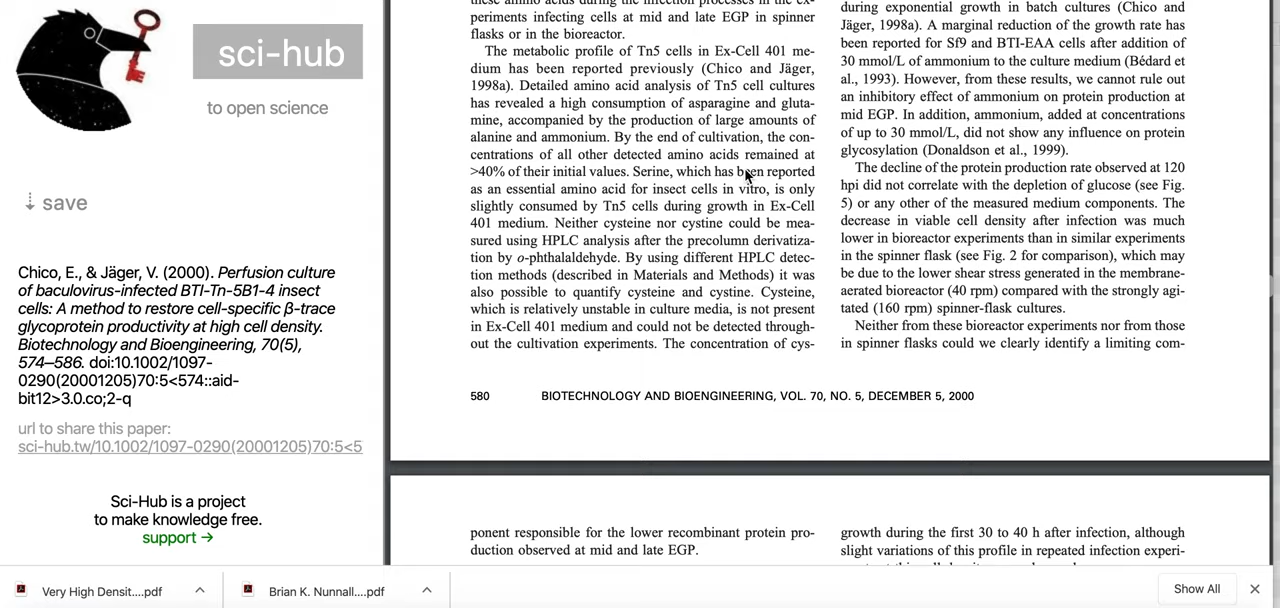 sci-hub
to open science
⇣ save
Chico, E., & Jäger, V. (2000). Perfusion culture
of baculovirus-infected BTI-Tn-5B1-4 insect
cells: A method to restore cell-specific β-trace
glycoprotein productivity at high cell density.
Biotechnology and Bioengineering, 70(5),
574–586. doi:10.1002/1097-
0290(20001205)70:5<574::aid-
bit12>3.0.co;2-q
url to share this paper:
sci-hub.tw/10.1002/1097-0290(20001205)70:5<5
Sci-Hub is a project
to make knowledge free.
support →
these amino acids during the infection processes in the ex-
periments infecting cells at mid and late EGP in spinner
flasks or in the bioreactor.
The metabolic profile of Tn5 cells in Ex-Cell 401 me-
dium has been reported previously (Chico and Jäger,
1998a). Detailed amino acid analysis of Tn5 cell cultures
has revealed a high consumption of asparagine and gluta-
mine, accompanied by the production of large amounts of
alanine and ammonium. By the end of cultivation, the con-
centrations of all other detected amino acids remained at
>40% of their initial values. Serine, which has been reported
as an essential amino acid for insect cells in vitro, is only
slightly consumed by Tn5 cells during growth in Ex-Cell
401 medium. Neither cysteine nor cystine could be mea-
sured using HPLC analysis after the precolumn derivatiza-
tion by o-phthalaldehyde. By using different HPLC detec-
tion methods (described in Materials and Methods) it was
also possible to quantify cysteine and cystine. Cysteine,
which is relatively unstable in culture media, is not present
in Ex-Cell 401 medium and could not be detected through-
out the cultivation experiments. The concentration of cys-
during exponential growth in batch cultures (Chico and
Jäger, 1998a). A marginal reduction of the growth rate has
been reported for Sf9 and BTI-EAA cells after addition of
30 mmol/L of ammonium to the culture medium (Bédard et
al., 1993). However, from these results, we cannot rule out
an inhibitory effect of ammonium on protein production at
mid EGP. In addition, ammonium, added at concentrations
of up to 30 mmol/L, did not show any influence on protein
glycosylation (Donaldson et al., 1999).
The decline of the protein production rate observed at 120
hpi did not correlate with the depletion of glucose (see Fig.
5) or any other of the measured medium components. The
decrease in viable cell density after infection was much
lower in bioreactor experiments than in similar experiments
in the spinner flask (see Fig. 2 for comparison), which may
be due to the lower shear stress generated in the membrane-
aerated bioreactor (40 rpm) compared with the strongly agi-
tated (160 rpm) spinner-flask cultures.
Neither from these bioreactor experiments nor from those
in spinner flasks could we clearly identify a limiting com-
580 BIOTECHNOLOGY AND BIOENGINEERING, VOL. 70, NO. 5, DECEMBER 5, 2000
ponent responsible for the lower recombinant protein pro-
duction observed at mid and late EGP.
growth during the first 30 to 40 h after infection, although
slight variations of this profile in repeated infection experi-
Very High Densit....pdf
Brian K. Nunnall....pdf
Show All